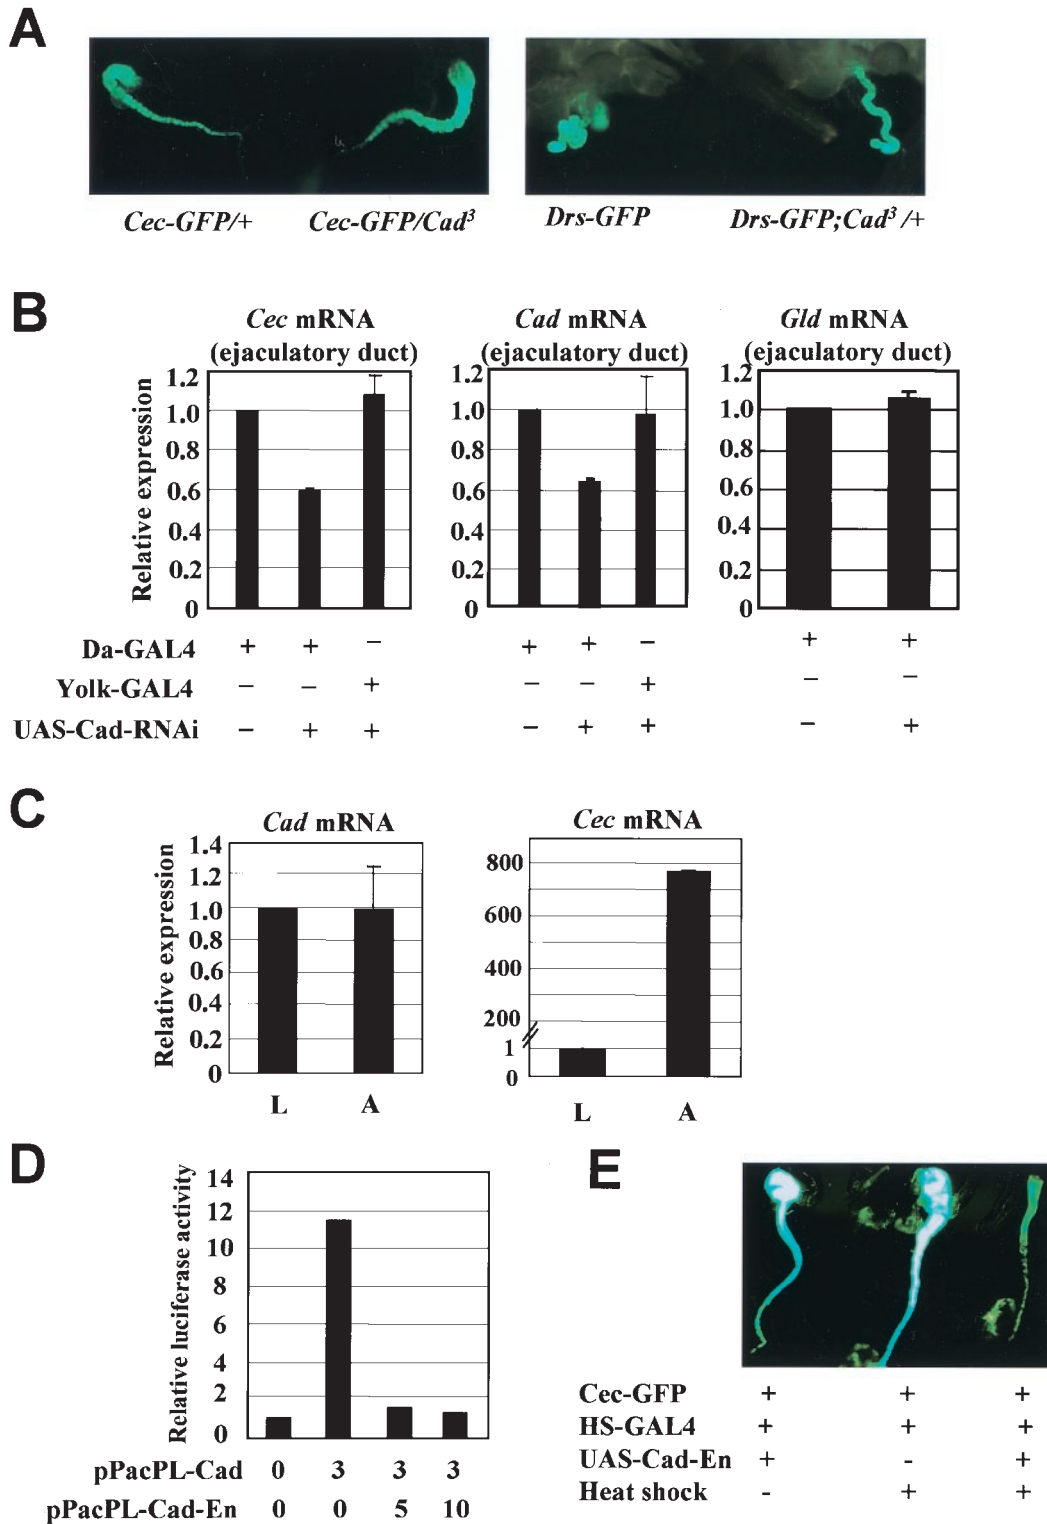 A
Cec-GFP/+ Cec-GFP/Cad³ Drs-GFP Drs-GFP;Cad³/+
B
Cec mRNA
(ejaculatory duct)
Cad mRNA
(ejaculatory duct)
Gld mRNA
(ejaculatory duct)
Relative expression
1.2
1.0
0.8
0.6
0.4
0.2
0
1.2
1.0
0.8
0.6
0.4
0.2
0
1.2
1.0
0.8
0.6
0.4
0.2
0
Da-GAL4 + + − + + − + +
Yolk-GAL4 − − + − − + − −
UAS-Cad-RNAi − + + − + + − +
C
Cad mRNA
Relative expression
1.4
1.2
1.0
0.8
0.6
0.4
0.2
0
L A
Cec mRNA
800
600
400
200
1
0
L A
D
Relative luciferase activity
14
12
10
8
6
4
2
0
pPacPL-Cad 0 3 3 3
pPacPL-Cad-En 0 0 5 10
E
Cec-GFP + + +
HS-GAL4 + + +
UAS-Cad-En + - +
Heat shock - + +